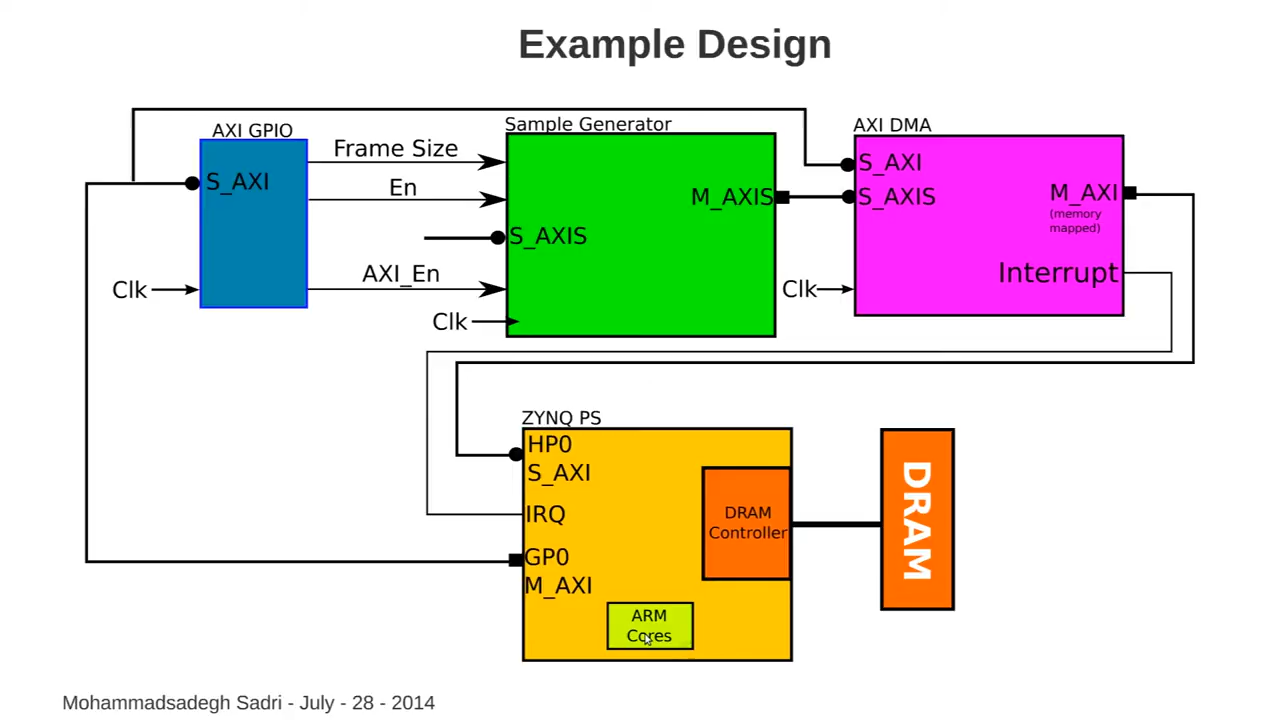 Example Design
AXI GPIO
S_AXI
Clk
Frame Size
En
AXI_En
Clk
Sample Generator
S_AXIS
M_AXIS
AXI DMA
S_AXI
S_AXIS
Clk
M_AXI
(memory
mapped)
Interrupt
ZYNQ PS
HP0
S_AXI
IRQ
GP0
M_AXI
DRAM
Controller
ARM
Cores
DRAM
Mohammadsadegh Sadri - July - 28 - 2014